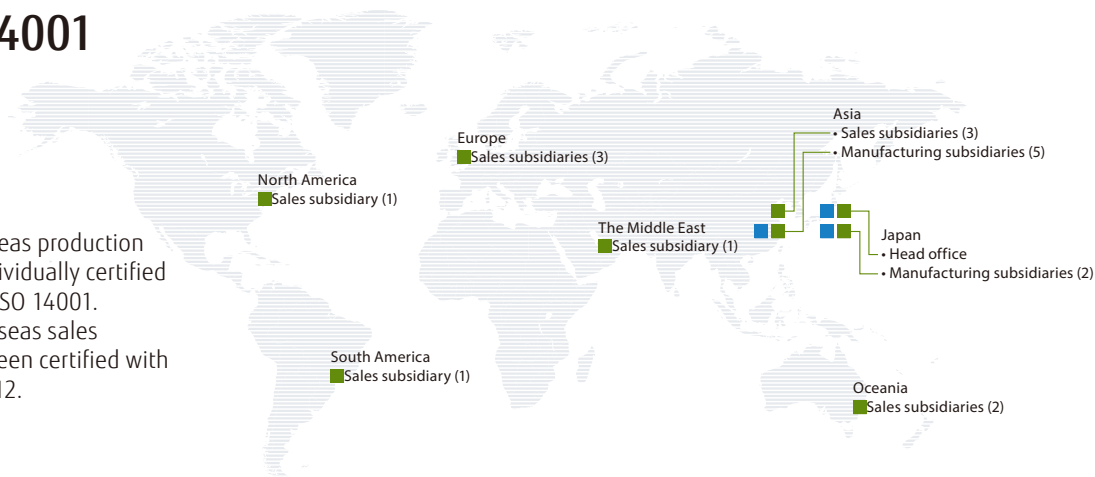 4001
eas production
ividually certified
ISO 14001.
seas sales
een certified with
12.
North America
Sales subsidiary (1)
Europe
Sales subsidiaries (3)
The Middle East
Sales subsidiary (1)
Asia
• Sales subsidiaries (3)
• Manufacturing subsidiaries (5)
Japan
• Head office
• Manufacturing subsidiaries (2)
South America
Sales subsidiary (1)
Oceania
Sales subsidiaries (2)